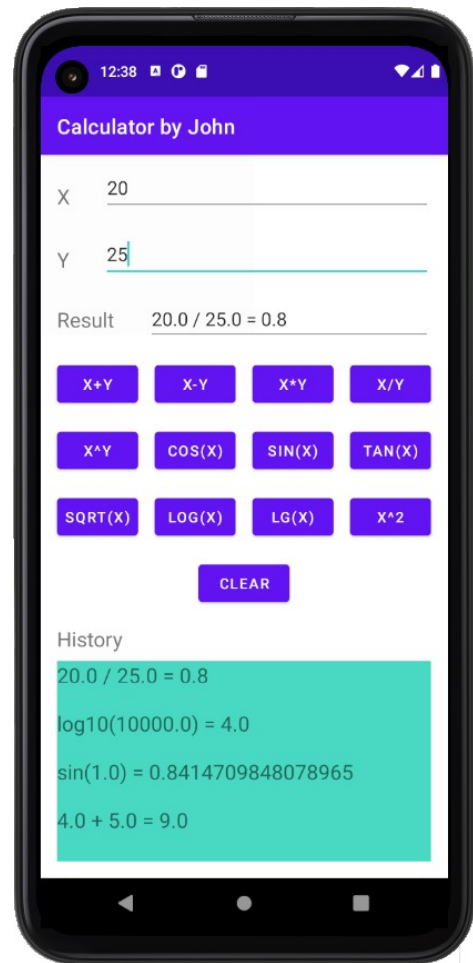 12:38
Calculator by John
X 20
Y 25
Result 20.0 / 25.0 = 0.8
X+Y X-Y X*Y X/Y
X^Y COS(X) SIN(X) TAN(X)
SQRT(X) LOG(X) LG(X) X^2
CLEAR
History
20.0 / 25.0 = 0.8
log10(10000.0) = 4.0
sin(1.0) = 0.8414709848078965
4.0 + 5.0 = 9.0